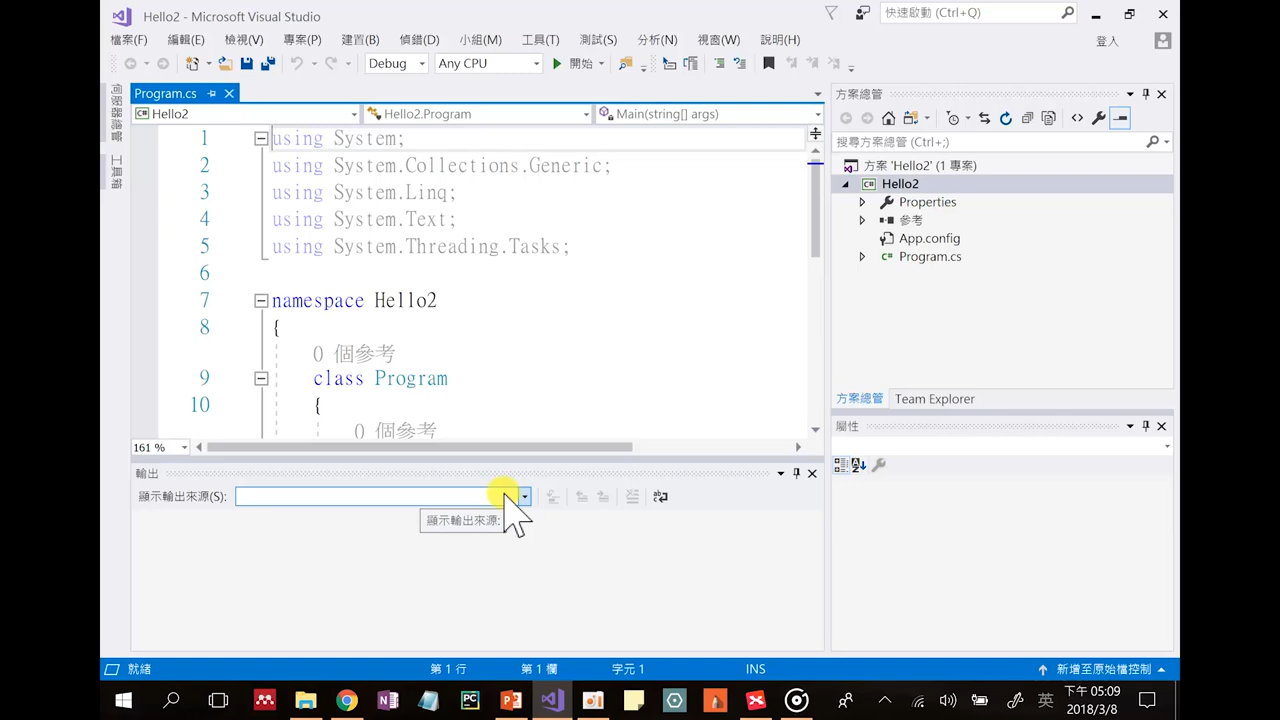 Hello2 - Microsoft Visual Studio
快速啟動 (Ctrl+Q)
檔案(F) 編輯(E) 檢視(V) 專案(P) 建置(B) 偵錯(D) 小組(M) 工具(T) 測試(S) 分析(N) 視窗(W) 說明(H)
登入
Debug Any CPU 開始
伺服器總管
工具箱
Program.cs
Hello2 Hello2.Program Main(string[] args)
1 using System;
2 using System.Collections.Generic;
3 using System.Linq;
4 using System.Text;
5 using System.Threading.Tasks;
6
7 namespace Hello2
8 {
0 個參考
9 class Program
10 {
0 個參考
161 %
輸出
顯示輸出來源(S):
顯示輸出來源:
方案總管
搜尋方案總管 (Ctrl+;)
方案 'Hello2' (1 專案)
C# Hello2
Properties
參考
App.config
C# Program.cs
方案總管 Team Explorer
屬性
就緒 第 1 行 第 1 欄 字元 1 INS 新增至原始檔控制
英 下午 05:09
2018/3/8